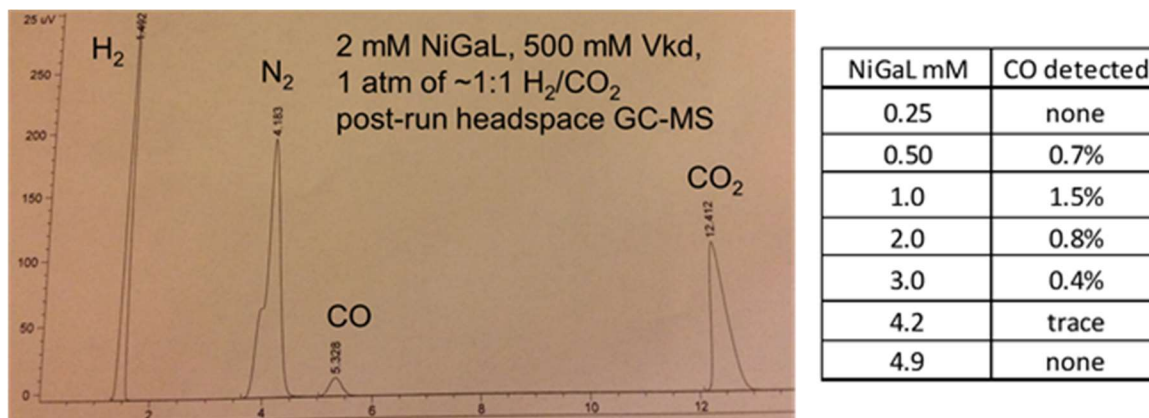 25 uV
1.492
H₂
250
200
150
100
50
0
N₂
4.183
2 mM NiGaL, 500 mM Vkd,
1 atm of ~1:1 H₂/CO₂
post-run headspace GC-MS
CO
5.328
CO₂
12.412
2 4 6 8 10 12
NiGaL mM CO detected
0.25 none
0.50 0.7%
1.0 1.5%
2.0 0.8%
3.0 0.4%
4.2 trace
4.9 none